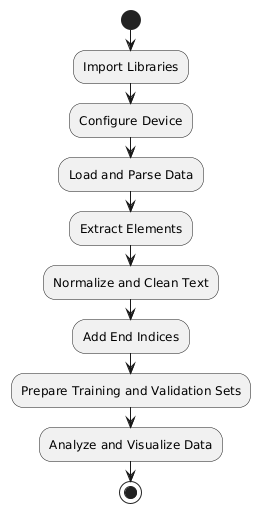 Import Libraries
Configure Device
Load and Parse Data
Extract Elements
Normalize and Clean Text
Add End Indices
Prepare Training and Validation Sets
Analyze and Visualize Data